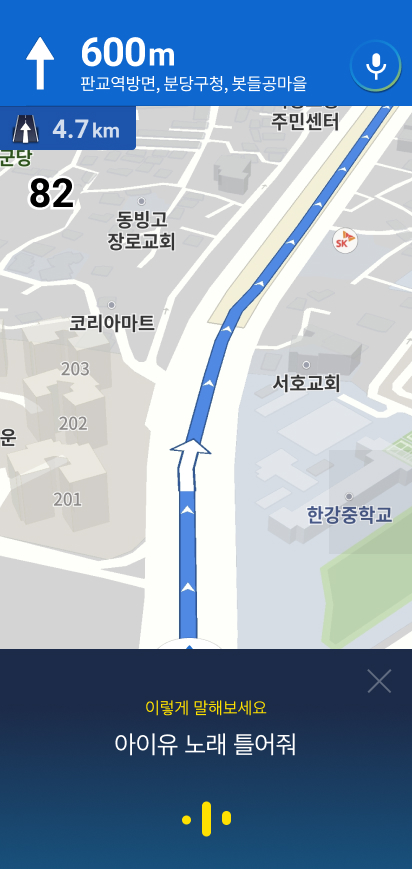 600m
판교역방면, 분당구청, 봇들공마을
4.7km
82
주민센터
동빙고
장로교회
SK
코리아마트
203
서호교회
202
운
201
한강중학교
이렇게 말해보세요
아이유 노래 틀어줘